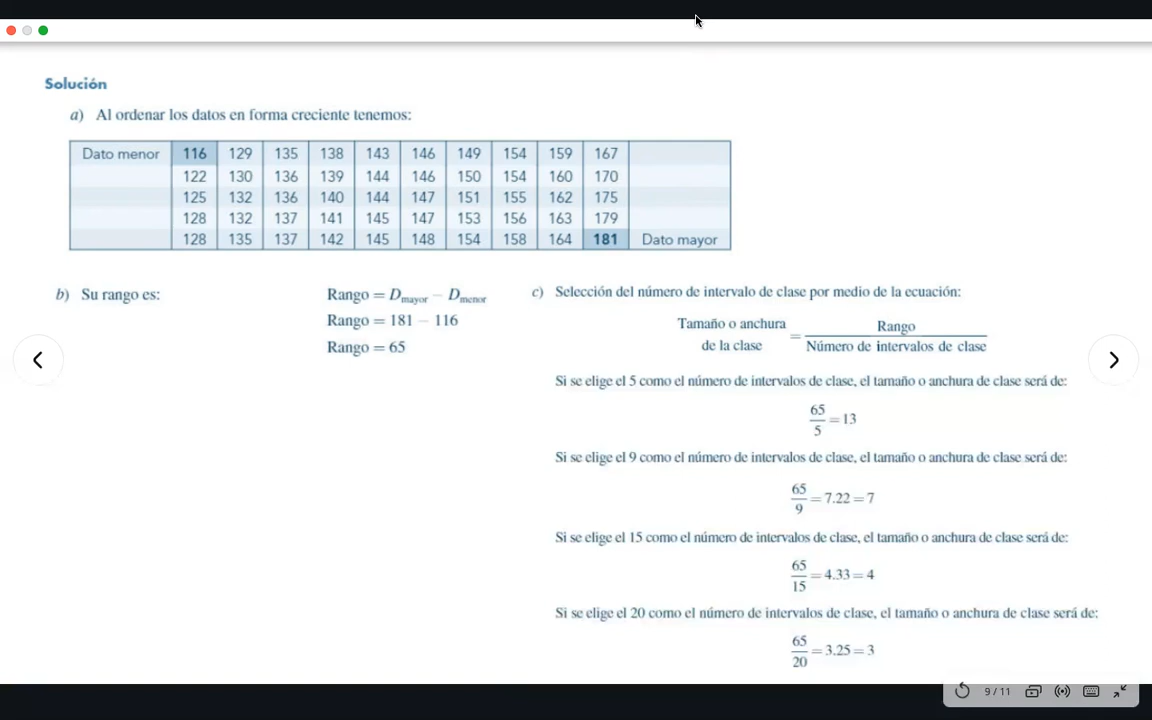 Solución
a) Al ordenar los datos en forma creciente tenemos:
Dato menor 116 129 135 138 143 146 149 154 159 167
122 130 136 139 144 146 150 154 160 170
125 132 136 140 144 147 151 155 162 175
128 132 137 141 145 147 153 156 163 179
128 135 137 142 145 148 154 158 164 181 Dato mayor
b) Su rango es:
Rango = Dmayor − Dmenor
Rango = 181 − 116
Rango = 65
c) Selección del número de intervalo de clase por medio de la ecuación:
Tamaño o anchura de la clase = Rango / Número de intervalos de clase
Si se elige el 5 como el número de intervalos de clase, el tamaño o anchura de clase será de:
65/5 = 13
Si se elige el 9 como el número de intervalos de clase, el tamaño o anchura de clase será de:
65/9 = 7.22 = 7
Si se elige el 15 como el número de intervalos de clase, el tamaño o anchura de clase será de:
65/15 = 4.33 = 4
Si se elige el 20 como el número de intervalos de clase, el tamaño o anchura de clase será de:
65/20 = 3.25 = 3
9 / 11